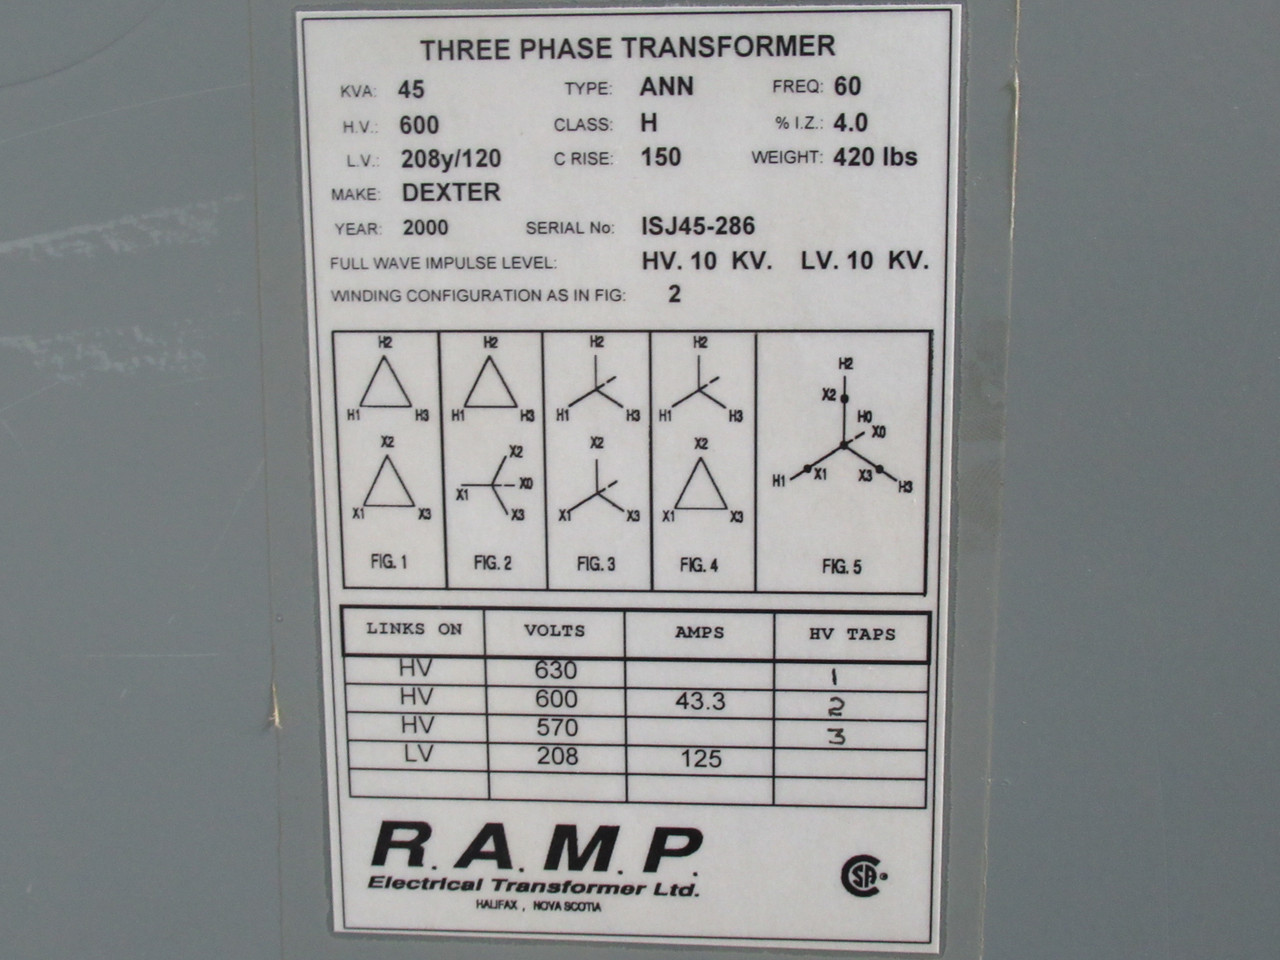 THREE PHASE TRANSFORMER
KVA: 45 TYPE: ANN FREQ: 60
H.V.: 600 CLASS: H % I.Z.: 4.0
L.V.: 208y/120 C RISE: 150 WEIGHT: 420 lbs
MAKE: DEXTER
YEAR: 2000 SERIAL No: ISJ45-286
FULL WAVE IMPULSE LEVEL: HV. 10 KV. LV. 10 KV.
WINDING CONFIGURATION AS IN FIG: 2
H2 H2 H2 H2 H2
X2
H0
X0
H1 H3 H1 H3 H1 H3 H1 H3
X2 X2 X2 X2
H1 X1 X3 H3
X1 X0
X1 X3 X3 X1 X3 X1 X3
FIG. 1 FIG. 2 FIG. 3 FIG. 4 FIG. 5
LINKS ON VOLTS AMPS HV TAPS
HV 630 1
HV 600 43.3 2
HV 570 3
LV 208 125
R.A.M.P.
Electrical Transformer Ltd.
HALIFAX , NOVA SCOTIA
CSA ®